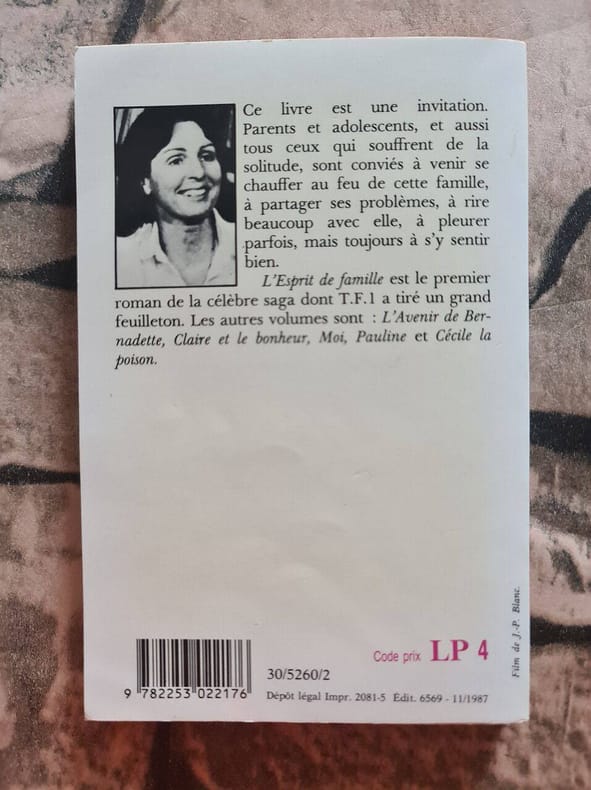 Ce livre est une invitation.
Parents et adolescents, et aussi
tous ceux qui souffrent de la
solitude, sont conviés à venir se
chauffer au feu de cette famille,
à partager ses problèmes, à rire
beaucoup avec elle, à pleurer
parfois, mais toujours à s'y sentir
bien.
L'Esprit de famille est le premier
roman de la célèbre saga dont T.F.1 a tiré un grand
feuilleton. Les autres volumes sont : L'Avenir de Ber-
nadette, Claire et le bonheur, Moi, Pauline et Cécile la
poison.
Film de J.-P. Blanc.
Code prix LP 4
30/5260/2
9 782253 022176
Dépôt légal Impr. 2081-5 Édit. 6569 - 11/1987